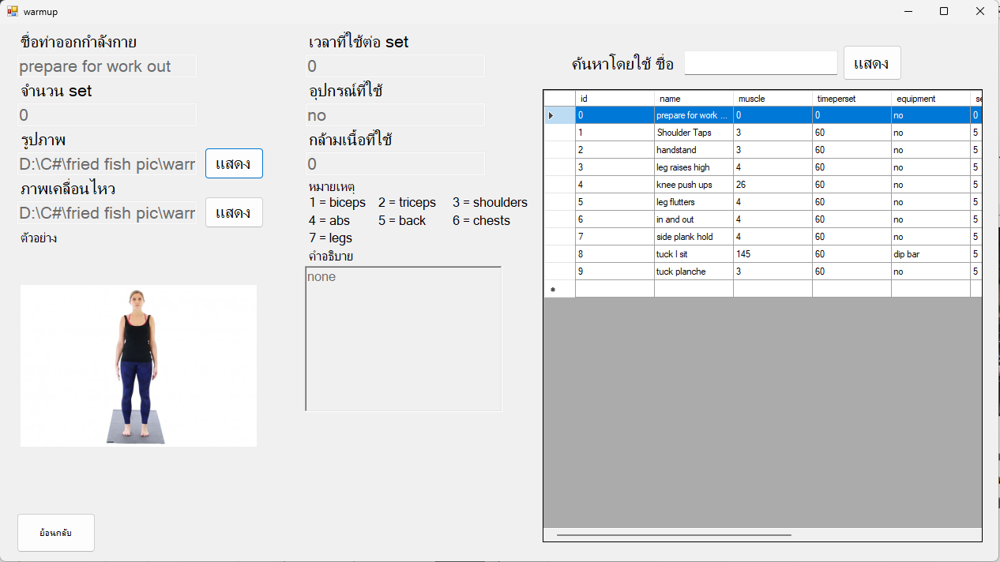 warmup
ชื่อท่าออกกำลังกาย
prepare for work out
จำนวน set
0
รูปภาพ
D:\C#\fried fish pic\warr แสดง
ภาพเคลื่อนไหว
D:\C#\fried fish pic\warr แสดง
ตัวอย่าง
ย้อนกลับ
เวลาที่ใช้ต่อ set
0
อุปกรณ์ที่ใช้
no
กล้ามเนื้อที่ใช้
0
หมายเหตุ
1 = biceps 2 = triceps 3 = shoulders
4 = abs 5 = back 6 = chests
7 = legs
คำอธิบาย
none
ค้นหาโดยใช้ ชื่อ แสดง
id name muscle timeperset equipment se
0 prepare for work ... 0 0 no 0
1 Shoulder Taps 3 60 no 5
2 handstand 3 60 no 5
3 leg raises high 4 60 no 5
4 knee push ups 26 60 no 5
5 leg flutters 4 60 no 5
6 in and out 4 60 no 5
7 side plank hold 4 60 no 5
8 tuck l sit 145 60 dip bar 5
9 tuck planche 3 60 no 5